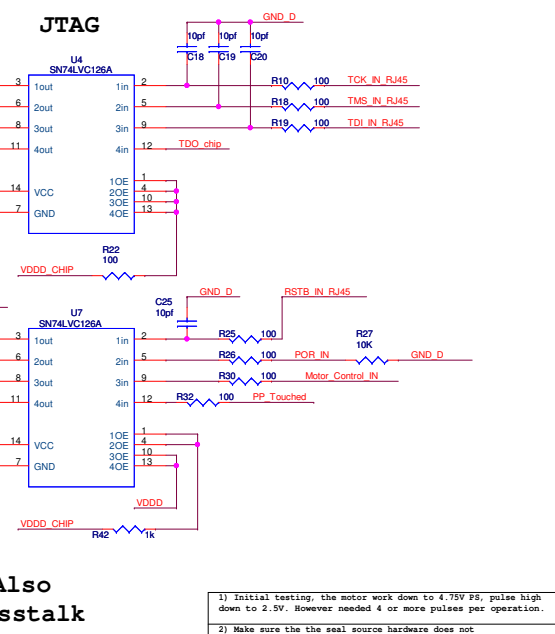 JTAG
GND_D
10pf 10pf 10pf
C18 C19 C20
U4
SN74LVC126A
3 1out 1in 2 R10 100 TCK_IN_RJ45
6 2out 2in 5 R18 100 TMS_IN_RJ45
8 3out 3in 9 R19 100 TDI_IN_RJ45
11 4out 4in 12 TDO_chip
1OE 1
14 VCC 2OE 4
3OE 10
7 GND 4OE 13
R22
100
VDDD_CHIP
GND_D RSTB_IN_RJ45
C25
10pf
U7
SN74LVC126A
3 1out 1in 2 R25 100
R27
10K
6 2out 2in 5 R26 100 POR_IN GND_D
8 3out 3in 9 R30 100 Motor_Control_IN
11 4out 4in 12 R32 100 PP_Touched
1OE 1
14 VCC 2OE 4
3OE 10
7 GND 4OE 13
VDDD
VDDD_CHIP
R42 1k
Also
sstalk
1) Initial testing, the motor work down to 4.75V PS, pulse high
down to 2.5V. However needed 4 or more pulses per operation.
2) Make sure the the seal source hardware does not